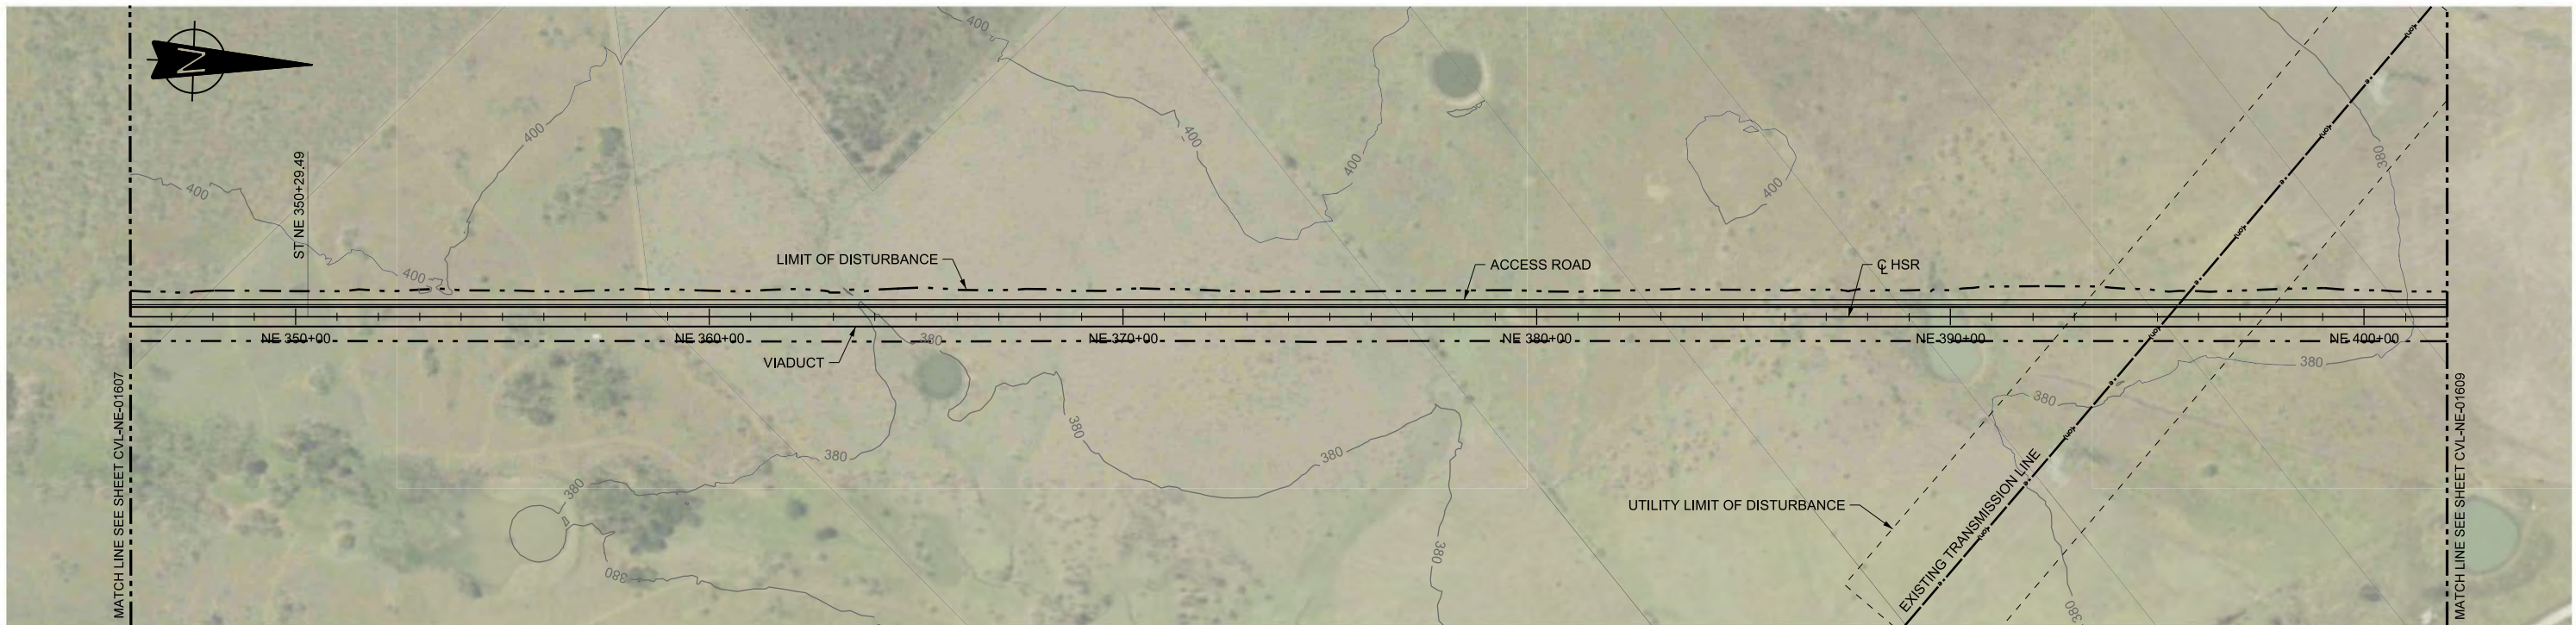 N
400
400
400
400
400
400
400
380
ST NE 350+29.49
LIMIT OF DISTURBANCE
ACCESS ROAD
℄ HSR
NE 350+00
NE 360+00
NE 370+00
NE 380+00
NE 390+00
NE 400+00
380
VIADUCT
380
380
380
380
380
380
380
380
380
UTILITY LIMIT OF DISTURBANCE
EXISTING TRANSMISSION LINE
MATCH LINE SEE SHEET CVL-NE-01607
MATCH LINE SEE SHEET CVL-NE-01609